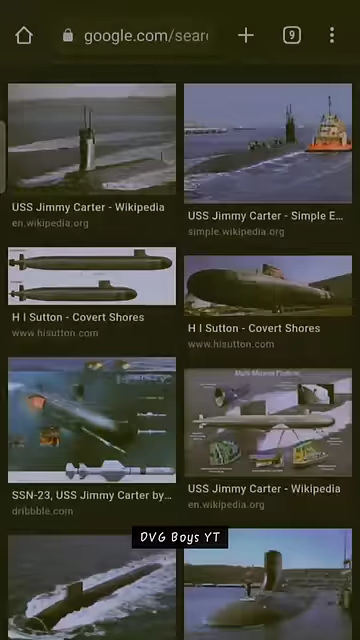 google.com/sear
9
USS Jimmy Carter - Wikipedia
en.wikipedia.org
USS Jimmy Carter - Simple E...
simple.wikipedia.org
H I Sutton - Covert Shores
www.hisutton.com
H I Sutton - Covert Shores
www.hisutton.com
Multi-Mission Platform
SSN-23, USS Jimmy Carter by...
dribbble.com
USS Jimmy Carter - Wikipedia
en.wikipedia.org
DVG Boys YT